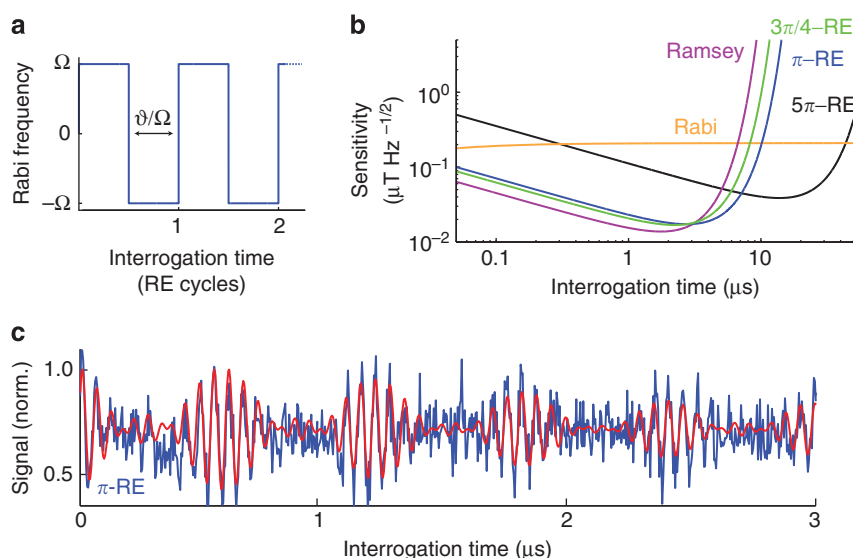 a
Rabi frequency
Ω
0
−Ω
ϑ/Ω
1
2
Interrogation time
(RE cycles)
b
Sensitivity
(μT Hz −1/2)
10⁰
10⁻¹
10⁻²
Ramsey
3π/4–RE
π–RE
5π–RE
Rabi
0.1
1
10
Interrogation time (μs)
c
Signal (norm.)
1.0
0.5
π-RE
0
1
2
3
Interrogation time (μs)